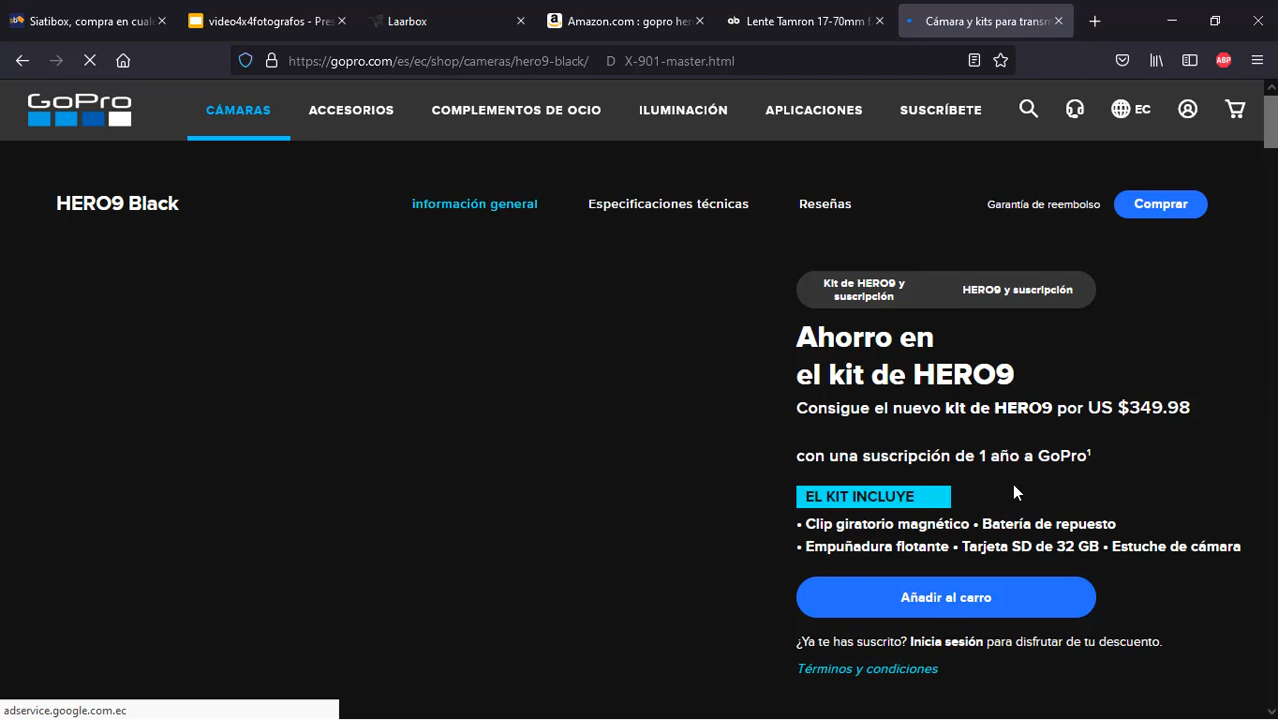 Siatibox, compra en cual
video4x4fotografos - Pres
Laarbox
Amazon.com : gopro her
Lente Tamron 17-70mm f
Cámara y kits para transm
https://gopro.com/es/ec/shop/cameras/hero9-black/ D X-901-master.html
ABP
GoPro
CÁMARAS
ACCESORIOS
COMPLEMENTOS DE OCIO
ILUMINACIÓN
APLICACIONES
SUSCRÍBETE
EC
HERO9 Black
información general
Especificaciones técnicas
Reseñas
Garantía de reembolso
Comprar
Kit de HERO9 y
suscripción
HERO9 y suscripción
Ahorro en
el kit de HERO9
Consigue el nuevo kit de HERO9 por US $349.98
con una suscripción de 1 año a GoPro¹
EL KIT INCLUYE
• Clip giratorio magnético • Batería de repuesto
• Empuñadura flotante • Tarjeta SD de 32 GB • Estuche de cámara
Añadir al carro
¿Ya te has suscrito? Inicia sesión para disfrutar de tu descuento.
Términos y condiciones
adservice.google.com.ec